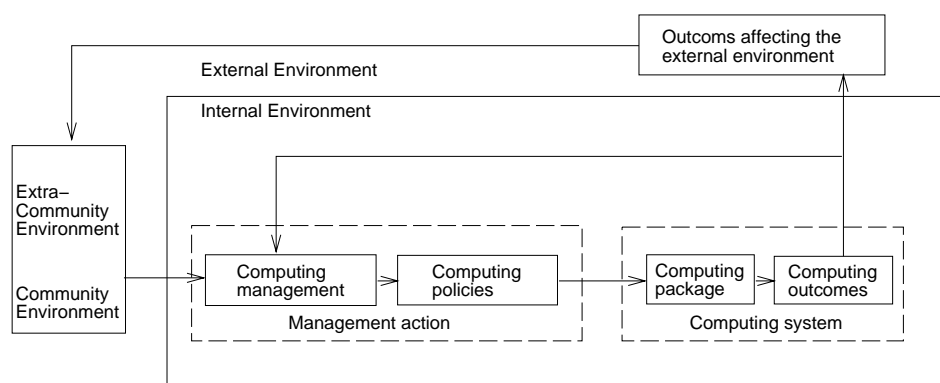 Outcoms affecting the
external environment
External Environment
Internal Environment
Extra–
Community
Environment
Community
Environment
Computing
management
Computing
policies
Management action
Computing
package
Computing
outcomes
Computing system